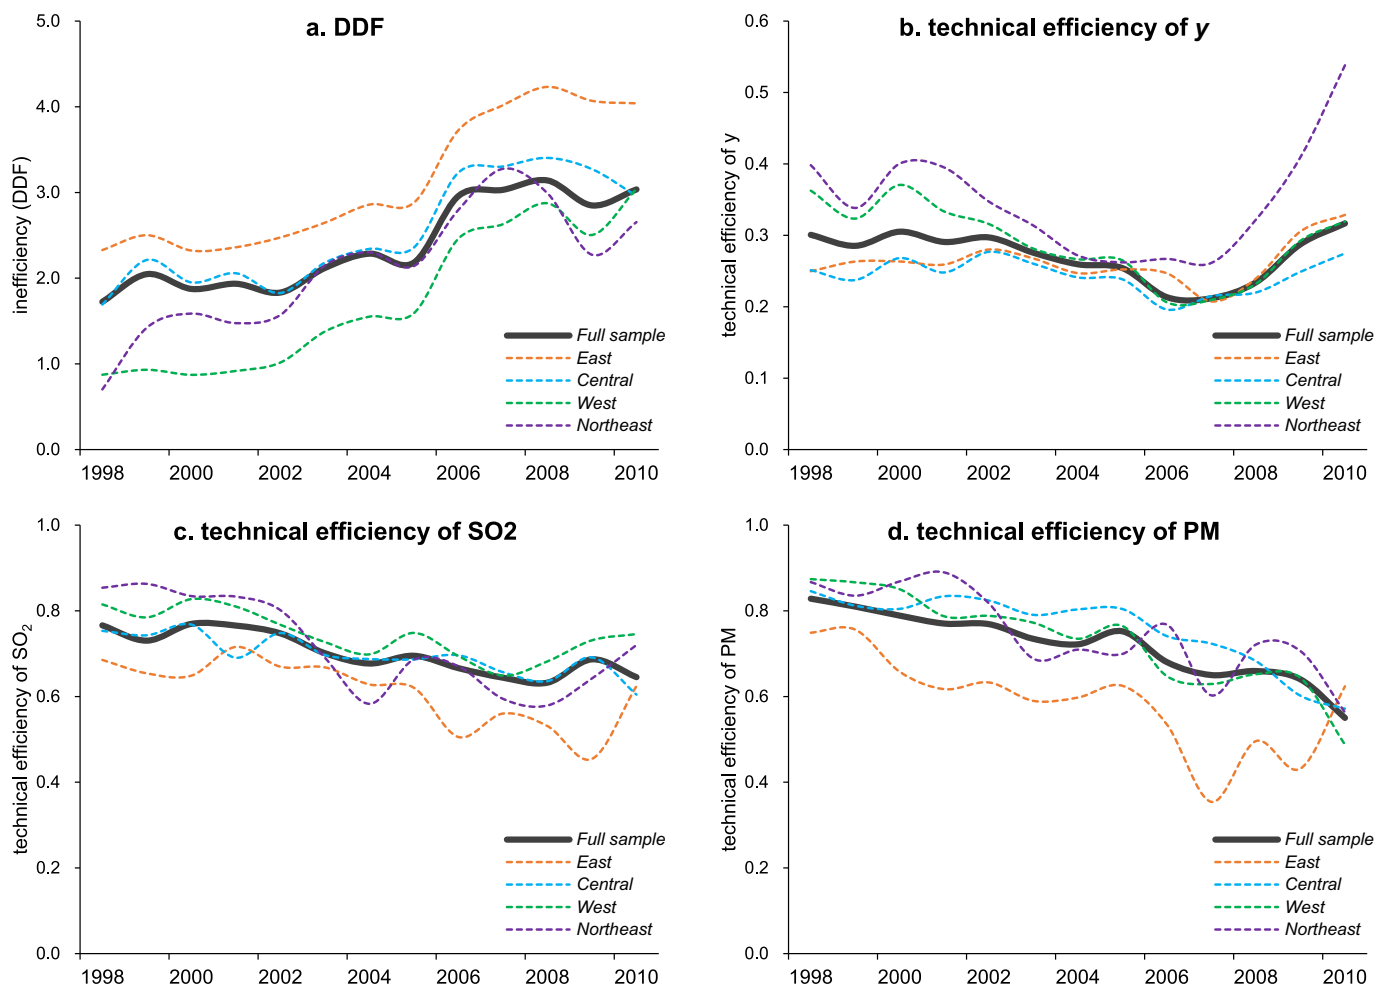 a. DDF
inefficiency (DDF)
5.0
4.0
3.0
2.0
1.0
0.0
1998 2000 2002 2004 2006 2008 2010
Full sample
East
Central
West
Northeast
b. technical efficiency of y
technical efficiency of y
0.6
0.5
0.4
0.3
0.2
0.1
0.0
1998 2000 2002 2004 2006 2008 2010
Full sample
East
Central
West
Northeast
c. technical efficiency of SO2
technical efficiency of SO₂
1.0
0.8
0.6
0.4
0.2
0.0
1998 2000 2002 2004 2006 2008 2010
Full sample
East
Central
West
Northeast
d. technical efficiency of PM
technical efficiency of PM
1.0
0.8
0.6
0.4
0.2
0.0
1998 2000 2002 2004 2006 2008 2010
Full sample
East
Central
West
Northeast